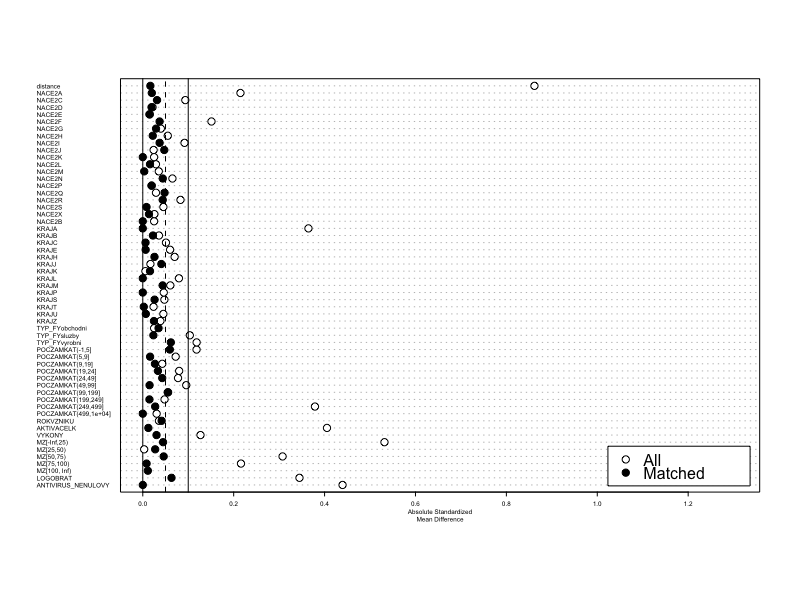 distance
NACE2A
NACE2C
NACE2D
NACE2E
NACE2F
NACE2G
NACE2H
NACE2I
NACE2J
NACE2K
NACE2L
NACE2M
NACE2N
NACE2P
NACE2Q
NACE2R
NACE2S
NACE2X
NACE2B
KRAJA
KRAJB
KRAJC
KRAJE
KRAJH
KRAJJ
KRAJK
KRAJL
KRAJM
KRAJP
KRAJS
KRAJT
KRAJU
KRAJZ
TYP_FYobchodni
TYP_FYsluzby
TYP_FYvyrobni
POCZAMKAT(-1,5]
POCZAMKAT(5,9]
POCZAMKAT(9,19]
POCZAMKAT(19,24]
POCZAMKAT(24,49]
POCZAMKAT(49,99]
POCZAMKAT(99,199]
POCZAMKAT(199,249]
POCZAMKAT(249,499]
POCZAMKAT(499,1e+04]
ROKVZNIKU
AKTIVACELK
VYKONY
MZ[-Inf,25)
MZ[25,50)
MZ[50,75)
MZ[75,100)
MZ[100, Inf)
LOGOBRAT
ANTIVIRUS_NENULOVY
All
Matched
0.0 0.2 0.4 0.6 0.8 1.0 1.2
Absolute Standardized
Mean Difference